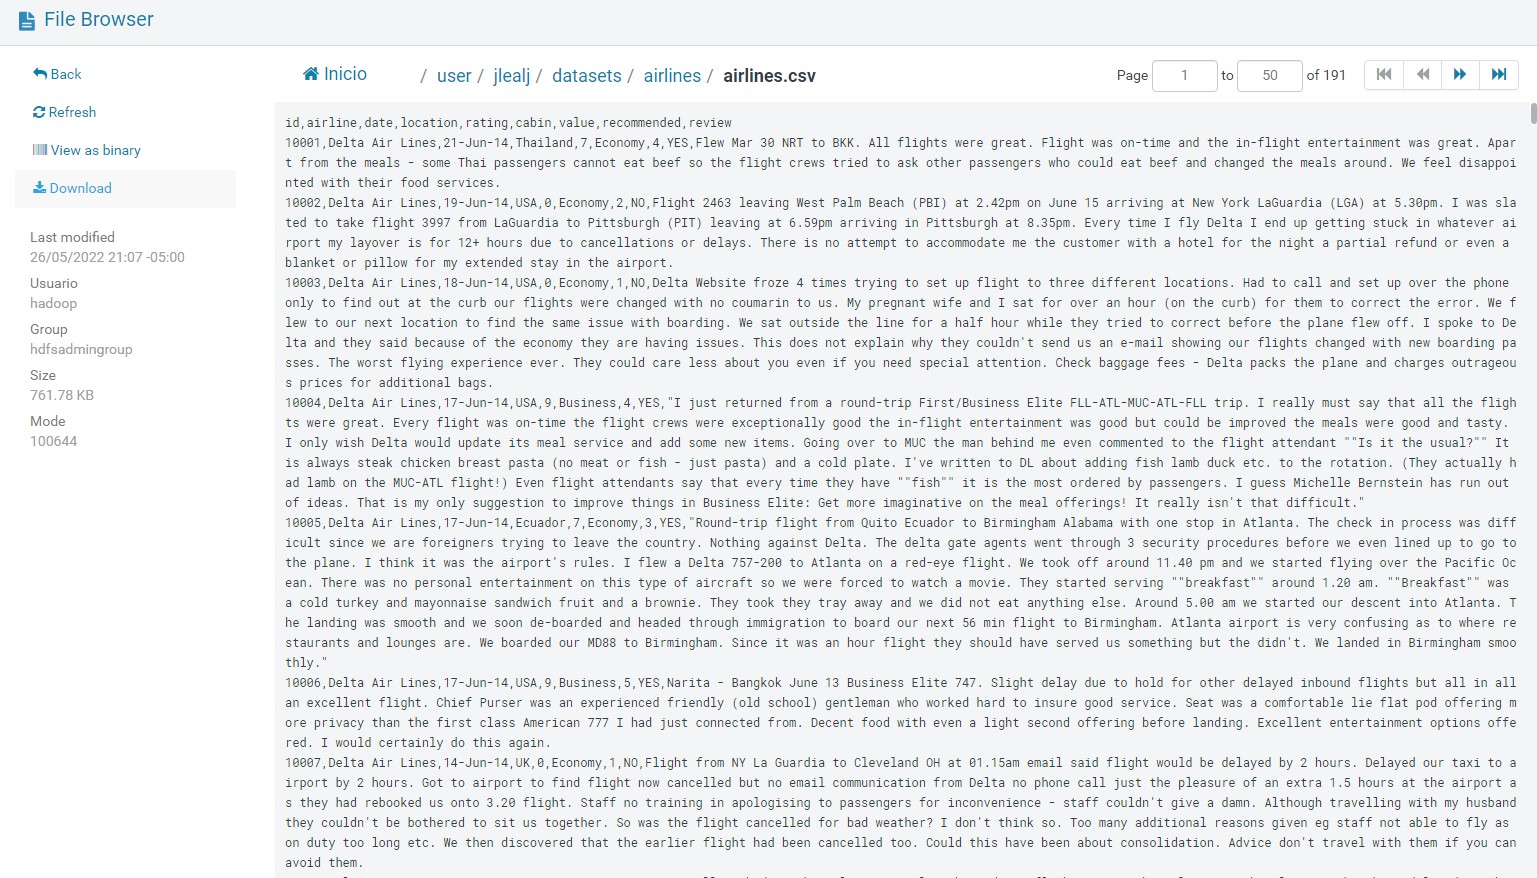 File Browser
Back
Refresh
View as binary
Download
Last modified
26/05/2022 21:07 -05:00
Usuario
hadoop
Group
hdfsadmingroup
Size
761.78 KB
Mode
100644
Inicio / user / jlealj / datasets / airlines / airlines.csv
Page 1 to 50 of 191
id,airline,date,location,rating,cabin,value,recommended,review
10001,Delta Air Lines,21-Jun-14,Thailand,7,Economy,4,YES,Flew Mar 30 NRT to BKK. All flights were great. Flight was on-time and the in-flight entertainment was great. Apar
t from the meals - some Thai passengers cannot eat beef so the flight crews tried to ask other passengers who could eat beef and changed the meals around. We feel disappoi
nted with their food services.
10002,Delta Air Lines,19-Jun-14,USA,0,Economy,2,NO,Flight 2463 leaving West Palm Beach (PBI) at 2.42pm on June 15 arriving at New York LaGuardia (LGA) at 5.30pm. I was sla
ted to take flight 3997 from LaGuardia to Pittsburgh (PIT) leaving at 6.59pm arriving in Pittsburgh at 8.35pm. Every time I fly Delta I end up getting stuck in whatever ai
rport my layover is for 12+ hours due to cancellations or delays. There is no attempt to accommodate me the customer with a hotel for the night a partial refund or even a
blanket or pillow for my extended stay in the airport.
10003,Delta Air Lines,18-Jun-14,USA,0,Economy,1,NO,Delta Website froze 4 times trying to set up flight to three different locations. Had to call and set up over the phone
only to find out at the curb our flights were changed with no coumarin to us. My pregnant wife and I sat for over an hour (on the curb) for them to correct the error. We f
lew to our next location to find the same issue with boarding. We sat outside the line for a half hour while they tried to correct before the plane flew off. I spoke to De
lta and they said because of the economy they are having issues. This does not explain why they couldn't send us an e-mail showing our flights changed with new boarding pa
sses. The worst flying experience ever. They could care less about you even if you need special attention. Check baggage fees - Delta packs the plane and charges outrageou
s prices for additional bags.
10004,Delta Air Lines,17-Jun-14,USA,9,Business,4,YES,"I just returned from a round-trip First/Business Elite FLL-ATL-MUC-ATL-FLL trip. I really must say that all the fligh
ts were great. Every flight was on-time the flight crews were exceptionally good the in-flight entertainment was good but could be improved the meals were good and tasty.
I only wish Delta would update its meal service and add some new items. Going over to MUC the man behind me even commented to the flight attendant ""Is it the usual?"" It
is always steak chicken breast pasta (no meat or fish - just pasta) and a cold plate. I've written to DL about adding fish lamb duck etc. to the rotation. (They actually h
ad lamb on the MUC-ATL flight!) Even flight attendants say that every time they have ""fish"" it is the most ordered by passengers. I guess Michelle Bernstein has run out
of ideas. That is my only suggestion to improve things in Business Elite: Get more imaginative on the meal offerings! It really isn't that difficult."
10005,Delta Air Lines,17-Jun-14,Ecuador,7,Economy,3,YES,"Round-trip flight from Quito Ecuador to Birmingham Alabama with one stop in Atlanta. The check in process was diff
icult since we are foreigners trying to leave the country. Nothing against Delta. The delta gate agents went through 3 security procedures before we even lined up to go to
the plane. I think it was the airport's rules. I flew a Delta 757-200 to Atlanta on a red-eye flight. We took off around 11.40 pm and we started flying over the Pacific Oc
ean. There was no personal entertainment on this type of aircraft so we were forced to watch a movie. They started serving ""breakfast"" around 1.20 am. ""Breakfast"" was
a cold turkey and mayonnaise sandwich fruit and a brownie. They took they tray away and we did not eat anything else. Around 5.00 am we started our descent into Atlanta. T
he landing was smooth and we soon de-boarded and headed through immigration to board our next 56 min flight to Birmingham. Atlanta airport is very confusing as to where re
staurants and lounges are. We boarded our MD88 to Birmingham. Since it was an hour flight they should have served us something but the didn't. We landed in Birmingham smoo
thly."
10006,Delta Air Lines,17-Jun-14,USA,9,Business,5,YES,Narita - Bangkok June 13 Business Elite 747. Slight delay due to hold for other delayed inbound flights but all in all
an excellent flight. Chief Purser was an experienced friendly (old school) gentleman who worked hard to insure good service. Seat was a comfortable lie flat pod offering m
ore privacy than the first class American 777 I had just connected from. Decent food with even a light second offering before landing. Excellent entertainment options offe
red. I would certainly do this again.
10007,Delta Air Lines,14-Jun-14,UK,0,Economy,1,NO,Flight from NY La Guardia to Cleveland OH at 01.15am email said flight would be delayed by 2 hours. Delayed our taxi to a
irport by 2 hours. Got to airport to find flight now cancelled but no email communication from Delta no phone call just the pleasure of an extra 1.5 hours at the airport a
s they had rebooked us onto 3.20 flight. Staff no training in apologising to passengers for inconvenience - staff couldn't give a damn. Although travelling with my husband
they couldn't be bothered to sit us together. So was the flight cancelled for bad weather? I don't think so. Too many additional reasons given eg staff not able to fly as
on duty too long etc. We then discovered that the earlier flight had been cancelled too. Could this have been about consolidation. Advice don't travel with them if you can
avoid them.